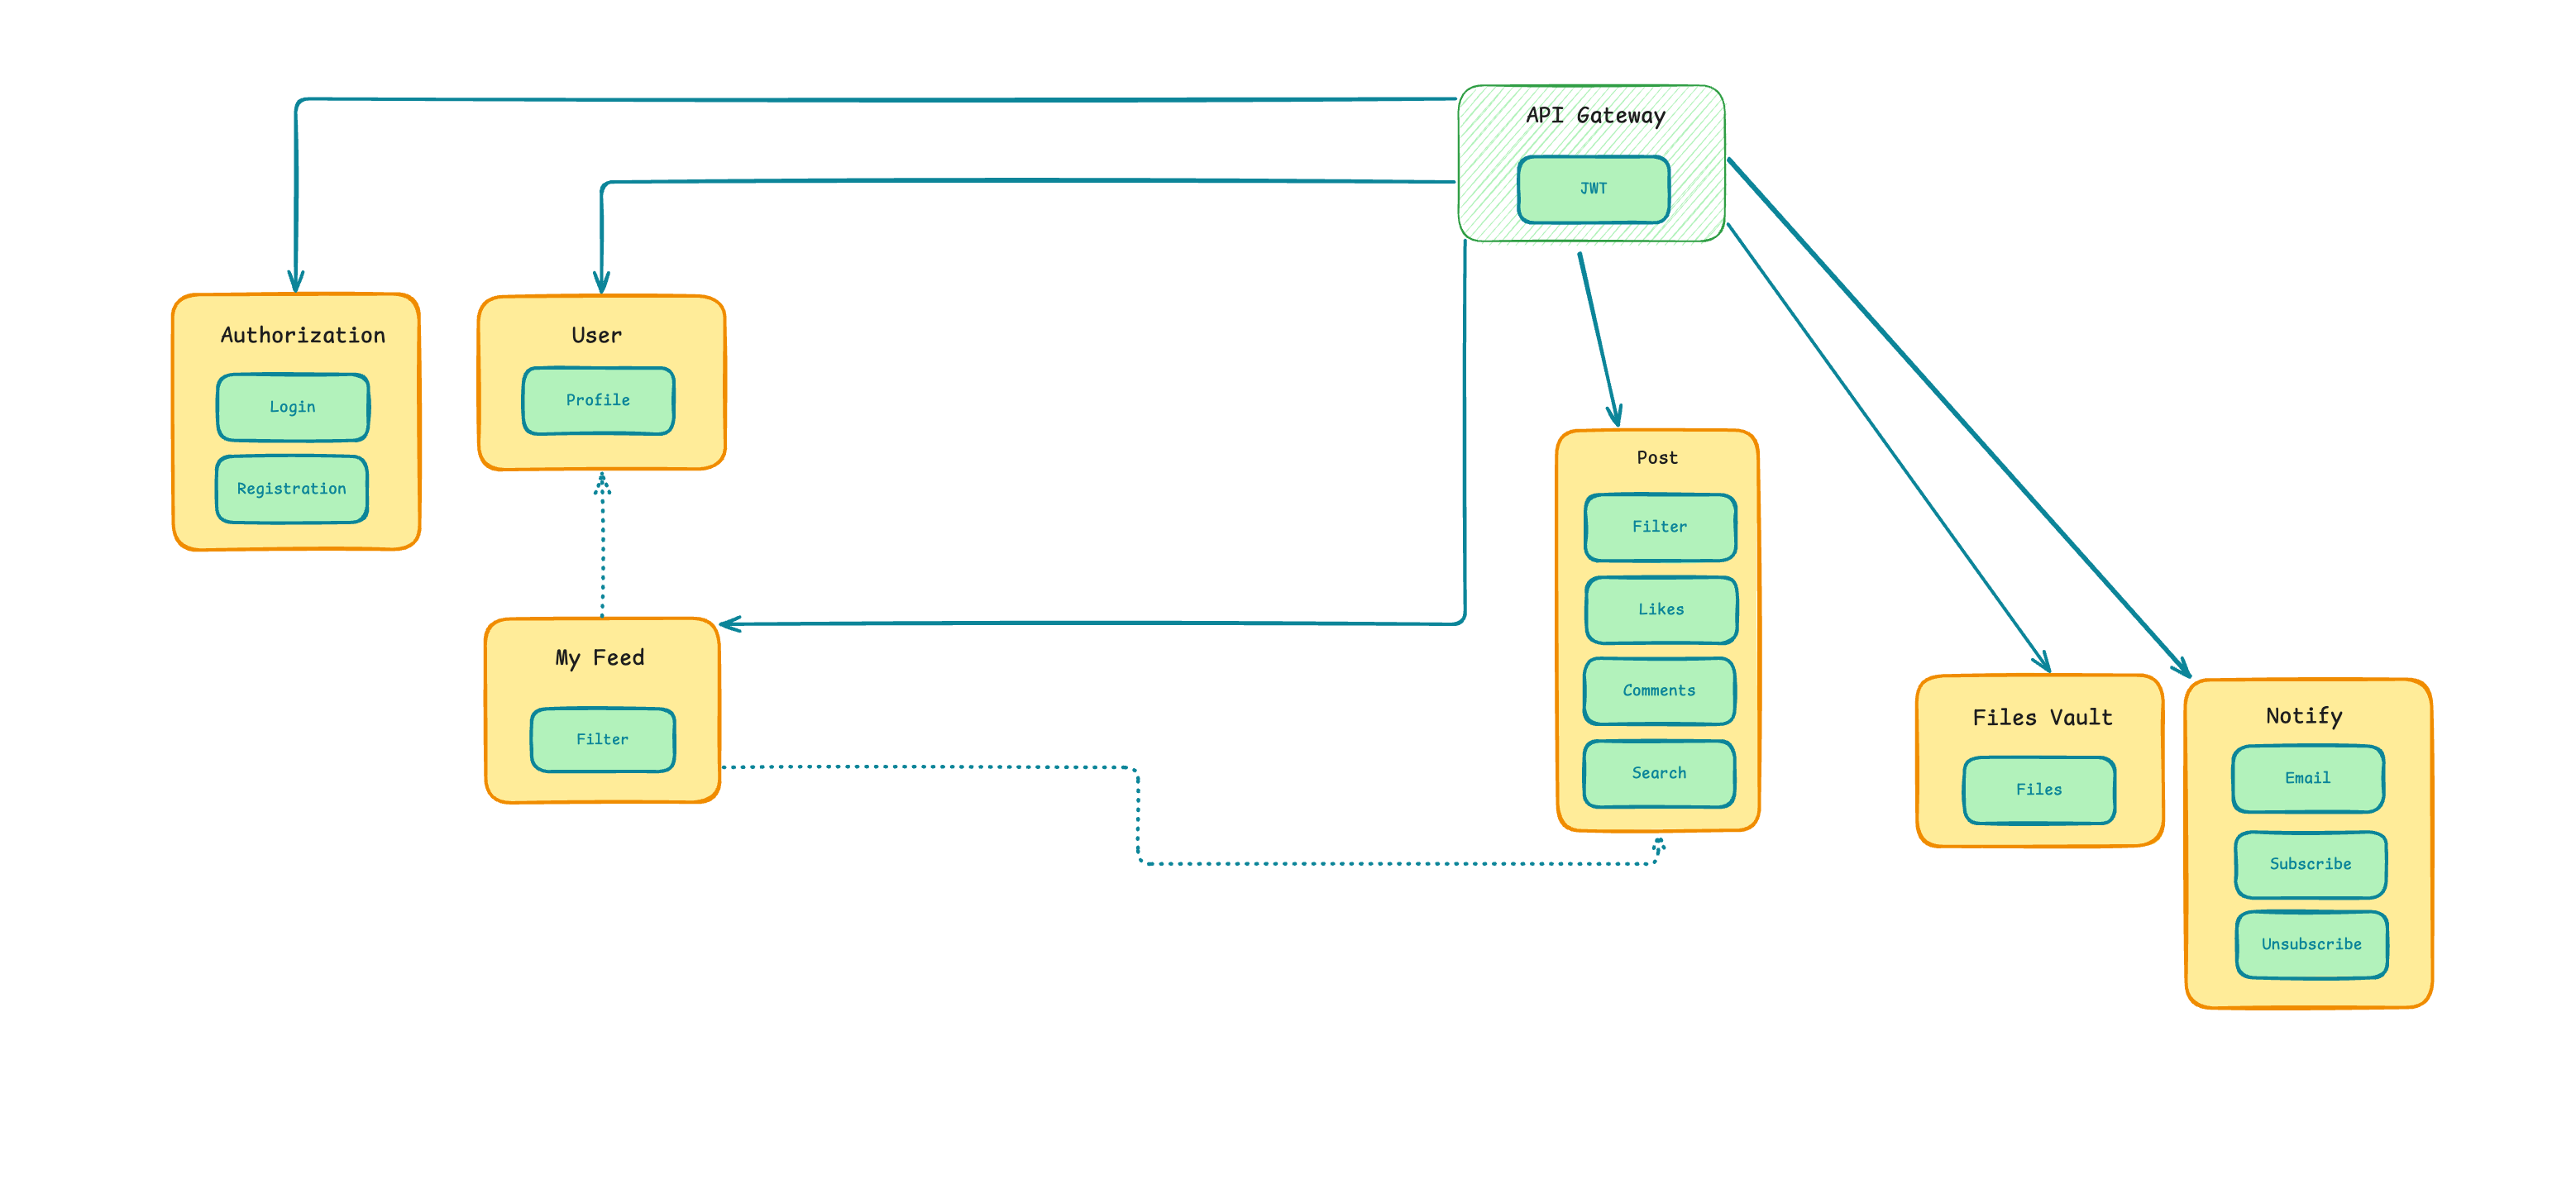 API Gateway
JWT
Authorization
Login
Registration
User
Profile
My Feed
Filter
Post
Filter
Likes
Comments
Search
Files Vault
Files
Notify
Email
Subscribe
Unsubscribe